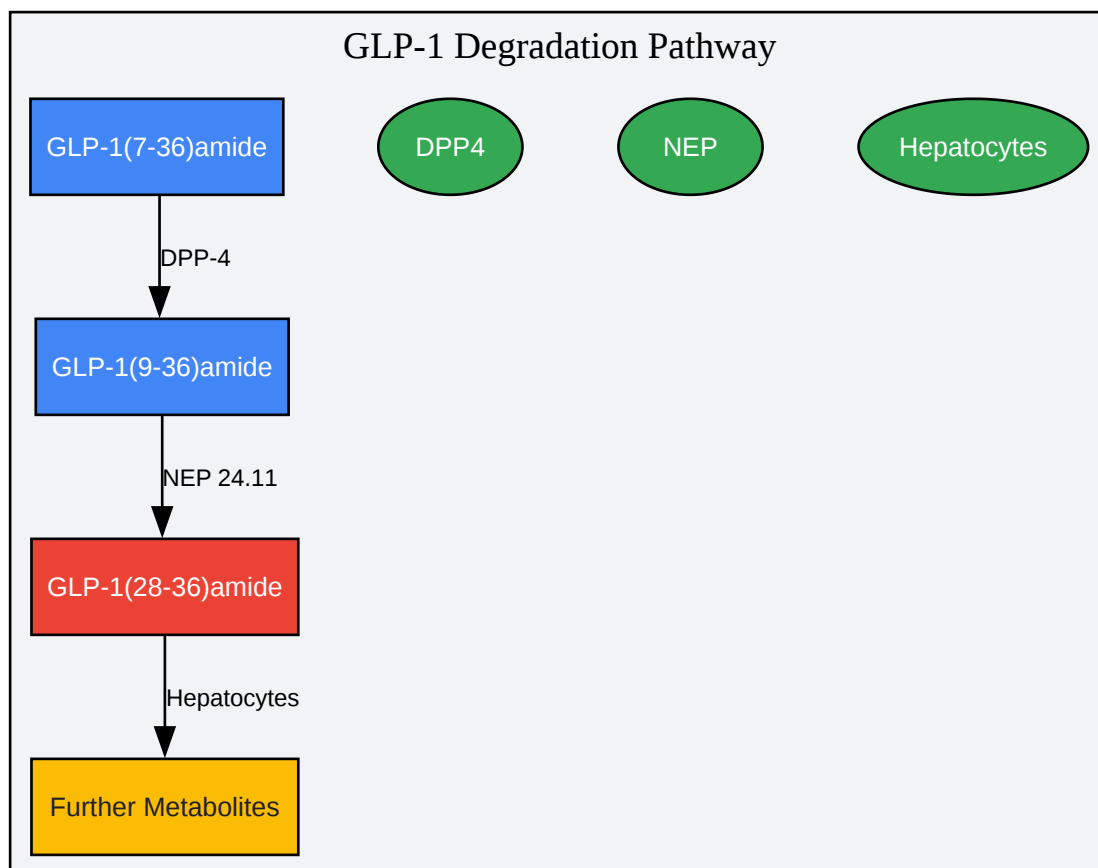 GLP-1 Degradation Pathway
GLP-1(7-36)amide
DPP4
NEP
Hepatocytes
DPP-4
GLP-1(9-36)amide
NEP 24.11
GLP-1(28-36)amide
Hepatocytes
Further Metabolites